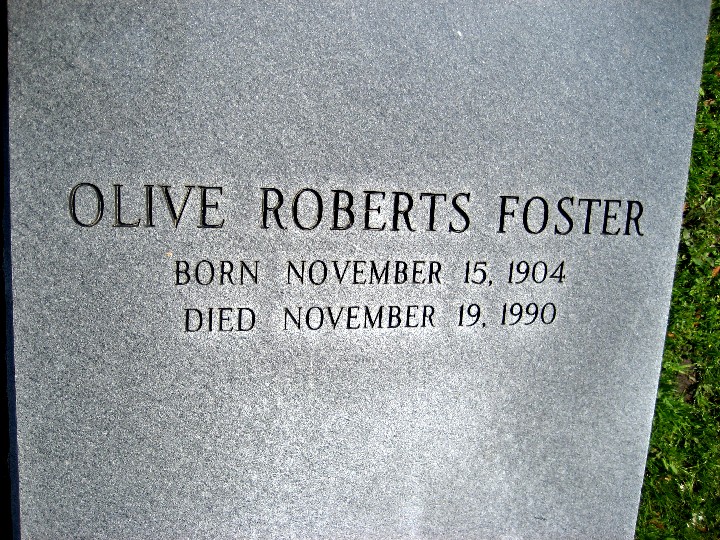 OLIVE ROBERTS FOSTER
BORN NOVEMBER 15, 1904
DIED NOVEMBER 19, 1990